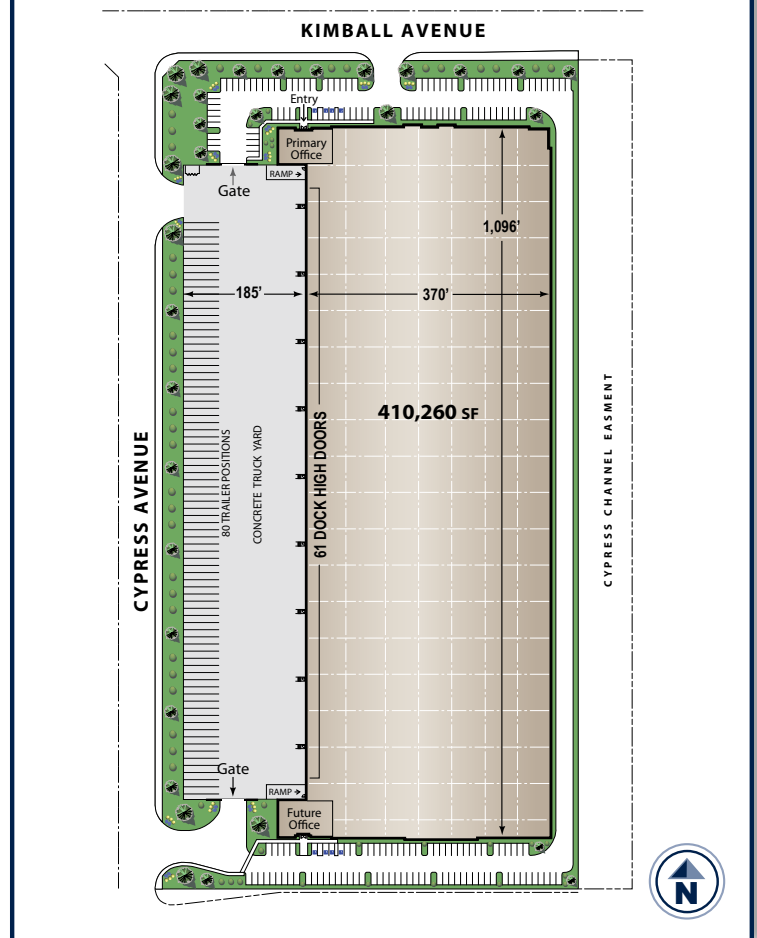 KIMBALL AVENUE
Entry
Primary
Office
RAMP
Gate
1,096'
185'
370'
410,260 SF
CYPRESS AVENUE
80 TRAILER POSITIONS
CONCRETE TRUCK YARD
61 DOCK HIGH DOORS
CYPRESS CHANNEL EASMENT
Gate
RAMP
Future
Office
N